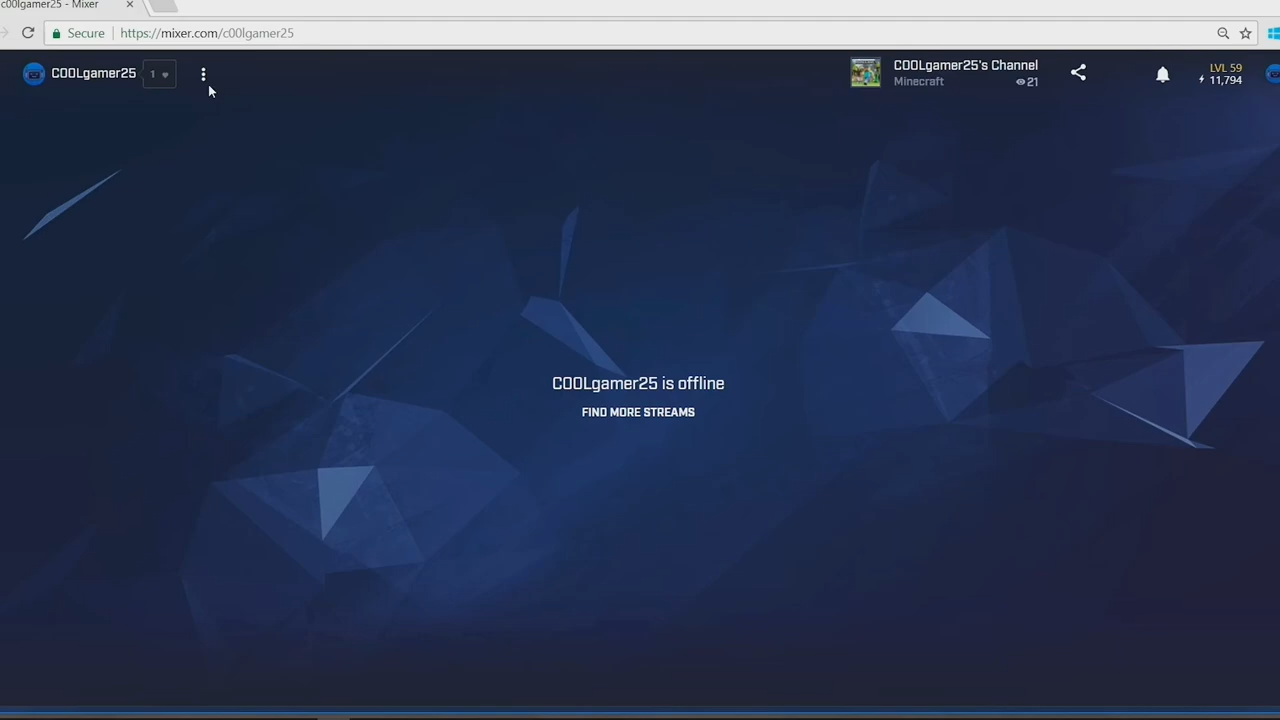 c00lgamer25 - Mixer
Secure
https://mixer.com/c00lgamer25
C00Lgamer25
1
C00Lgamer25's Channel
Minecraft
21
LVL 59
11,794
C00Lgamer25 is offline
FIND MORE STREAMS